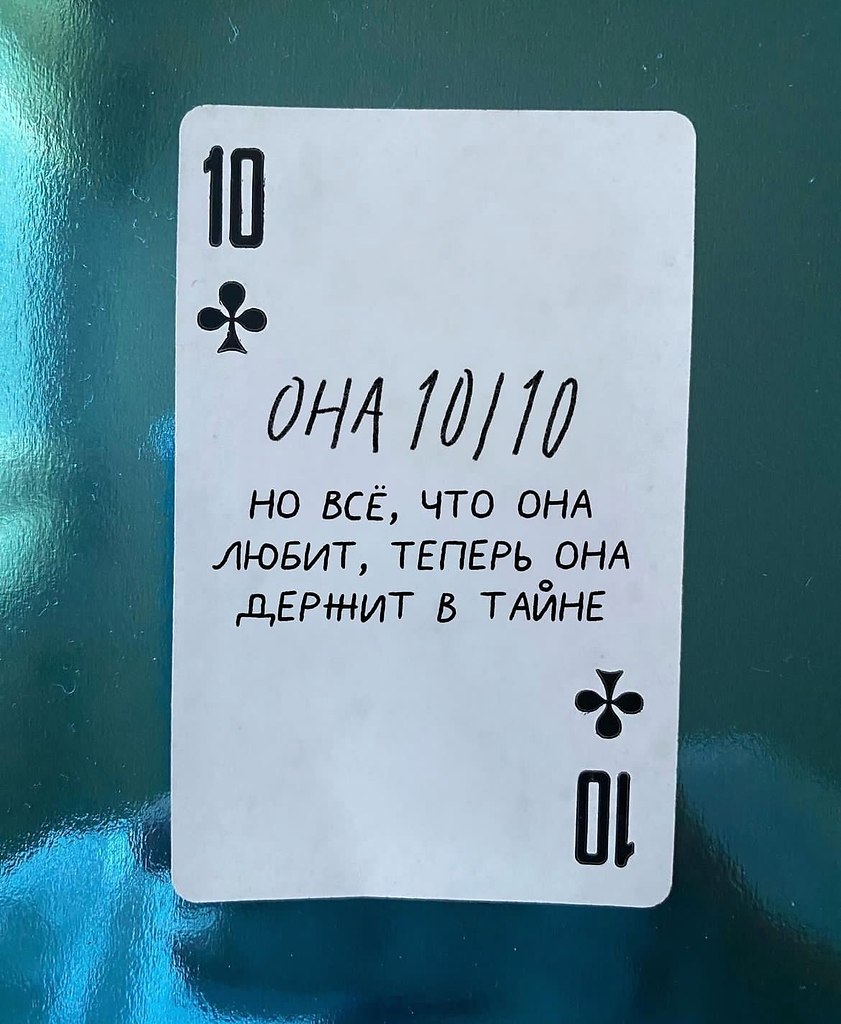 10
ОНА 10/10
НО ВСЁ, ЧТО ОНА
ЛЮБИТ, ТЕПЕРЬ ОНА
ДЕРЖИТ В ТАЙНЕ
10